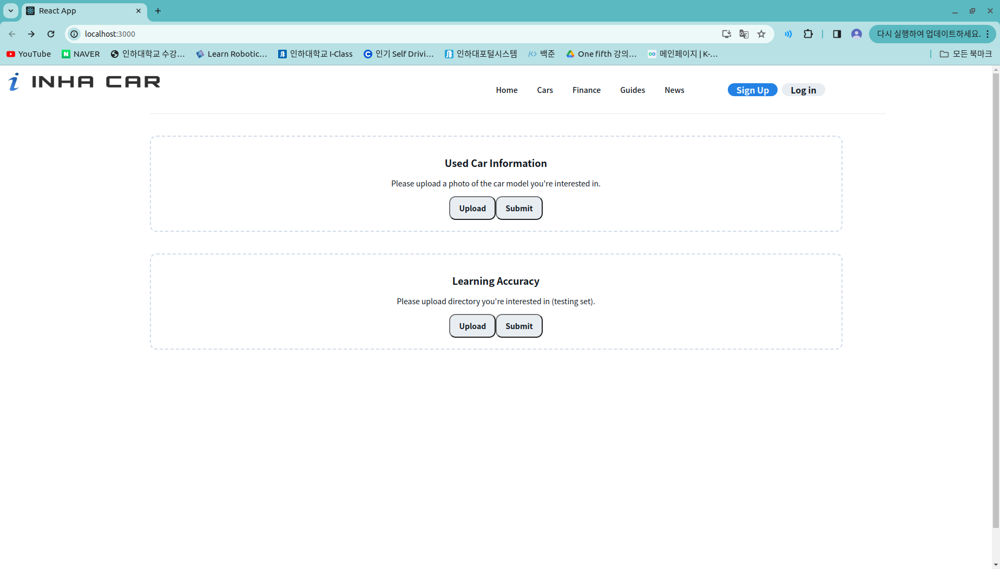 React App
localhost:3000
다시 실행하여 업데이트하세요.
YouTube NAVER 인하대학교 수강... Learn Robotic... 인하대학교 I-Class 인기 Self Drivi... 인하대포털시스템 백준 One fifth 강의... 메인페이지 | K-... 모든 북마크
i INHA CAR
Home Cars Finance Guides News Sign Up Log in
Used Car Information
Please upload a photo of the car model you're interested in.
Upload Submit
Learning Accuracy
Please upload directory you're interested in (testing set).
Upload Submit